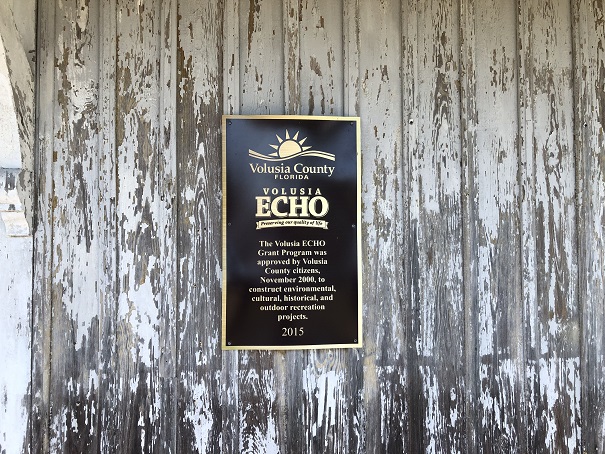 Volusia County
FLORIDA
VOLUSIA
ECHO
Preserving our quality of life
The Volusia ECHO
Grant Program was
approved by Volusia
County citizens,
November 2000, to
construct environmental,
cultural, historical, and
outdoor recreation
projects.
2015